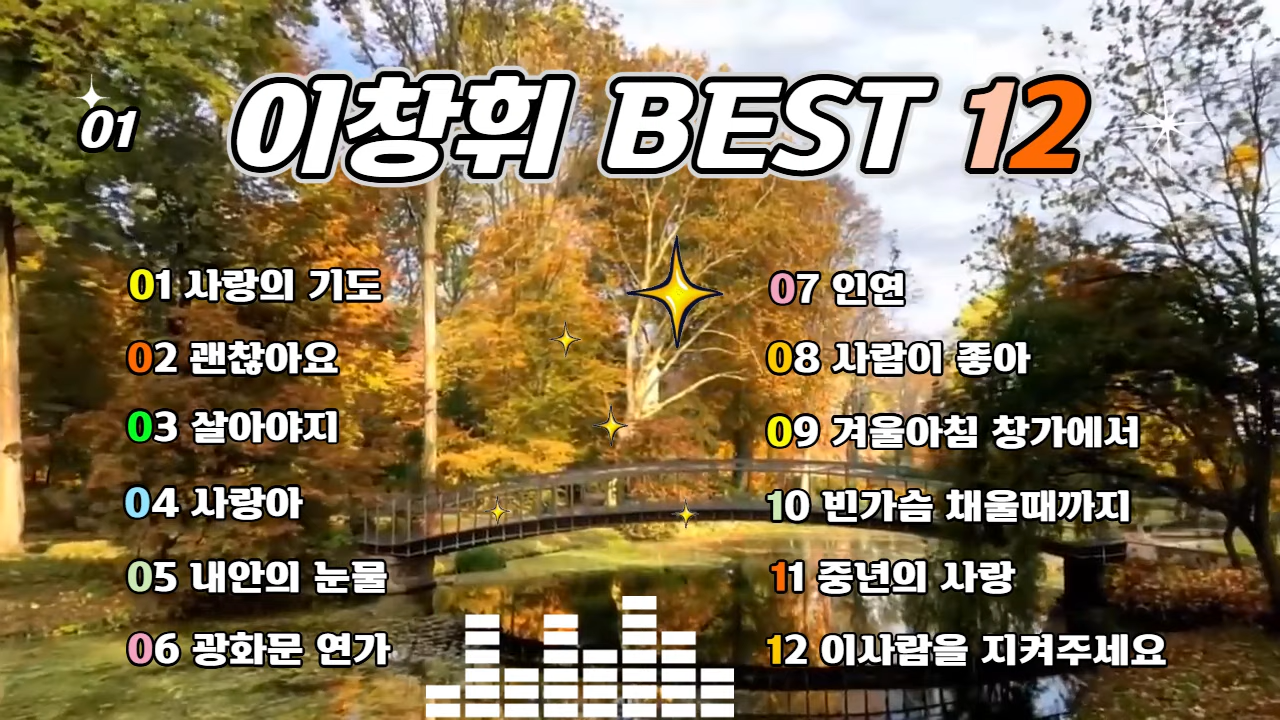 01
이창휘 BEST 12
01 사랑의 기도
02 괜찮아요
03 살아야지
04 사랑아
05 내안의 눈물
06 광화문 연가
07 인연
08 사람이 좋아
09 겨울아침 창가에서
10 빈가슴 채울때까지
11 중년의 사랑
12 이사람을 지켜주세요